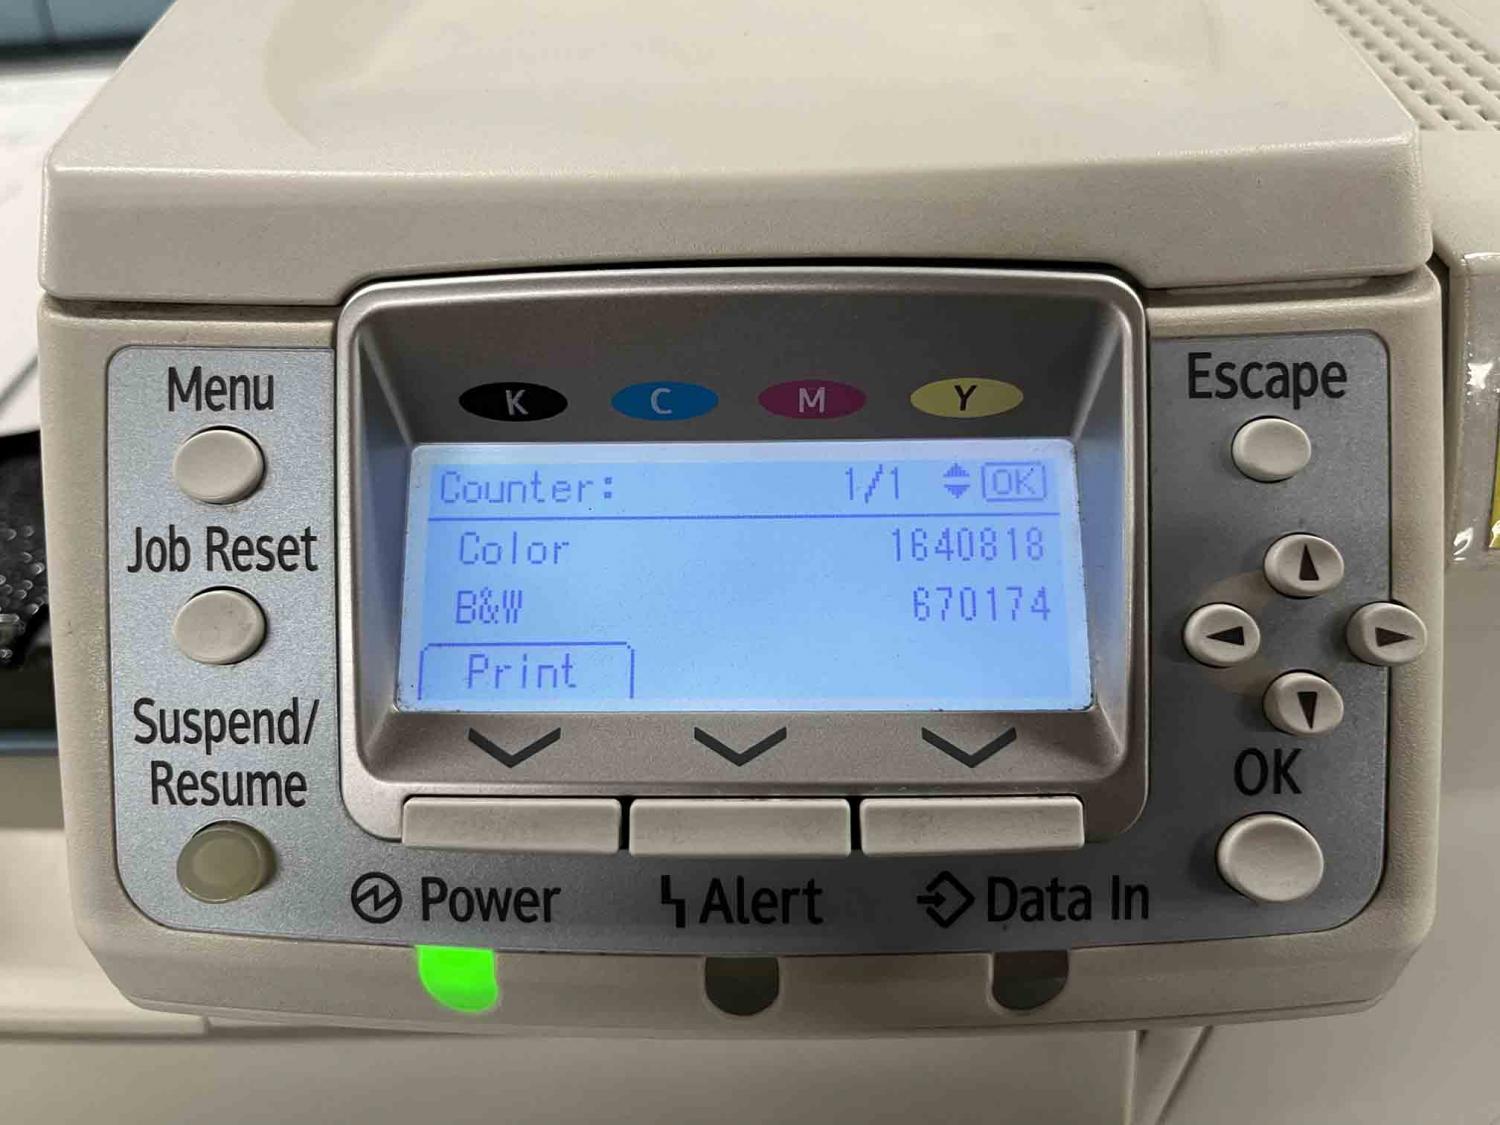 Menu
Job Reset
Suspend/
Resume
K C M Y
Counter: 1/1 OK
Color 1640818
B&W 670174
Print
Power Alert Data In
Escape
OK